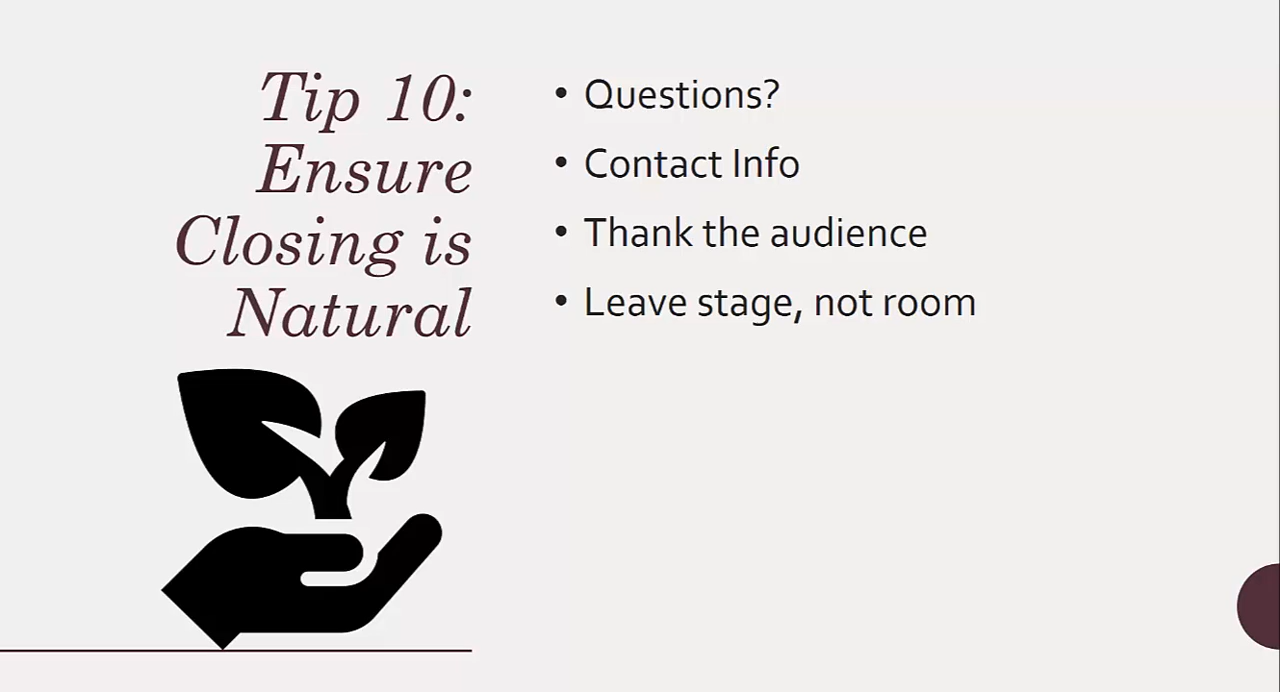 Tip 10:
Ensure
Closing is
Natural
• Questions?
• Contact Info
• Thank the audience
• Leave stage, not room